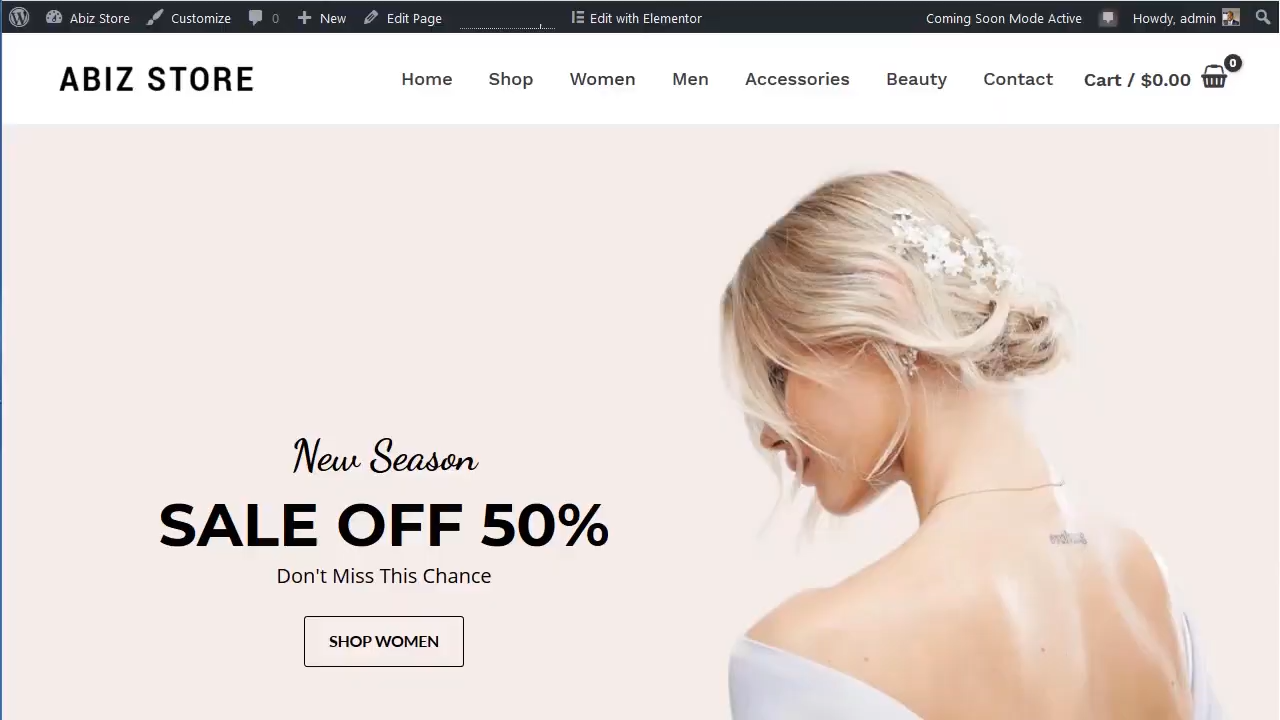 Abiz Store Customize 0 New Edit Page Edit with Elementor Coming Soon Mode Active Howdy, admin
ABIZ STORE Home Shop Women Men Accessories Beauty Contact Cart / $0.00 0
New Season
SALE OFF 50%
Don't Miss This Chance
SHOP WOMEN